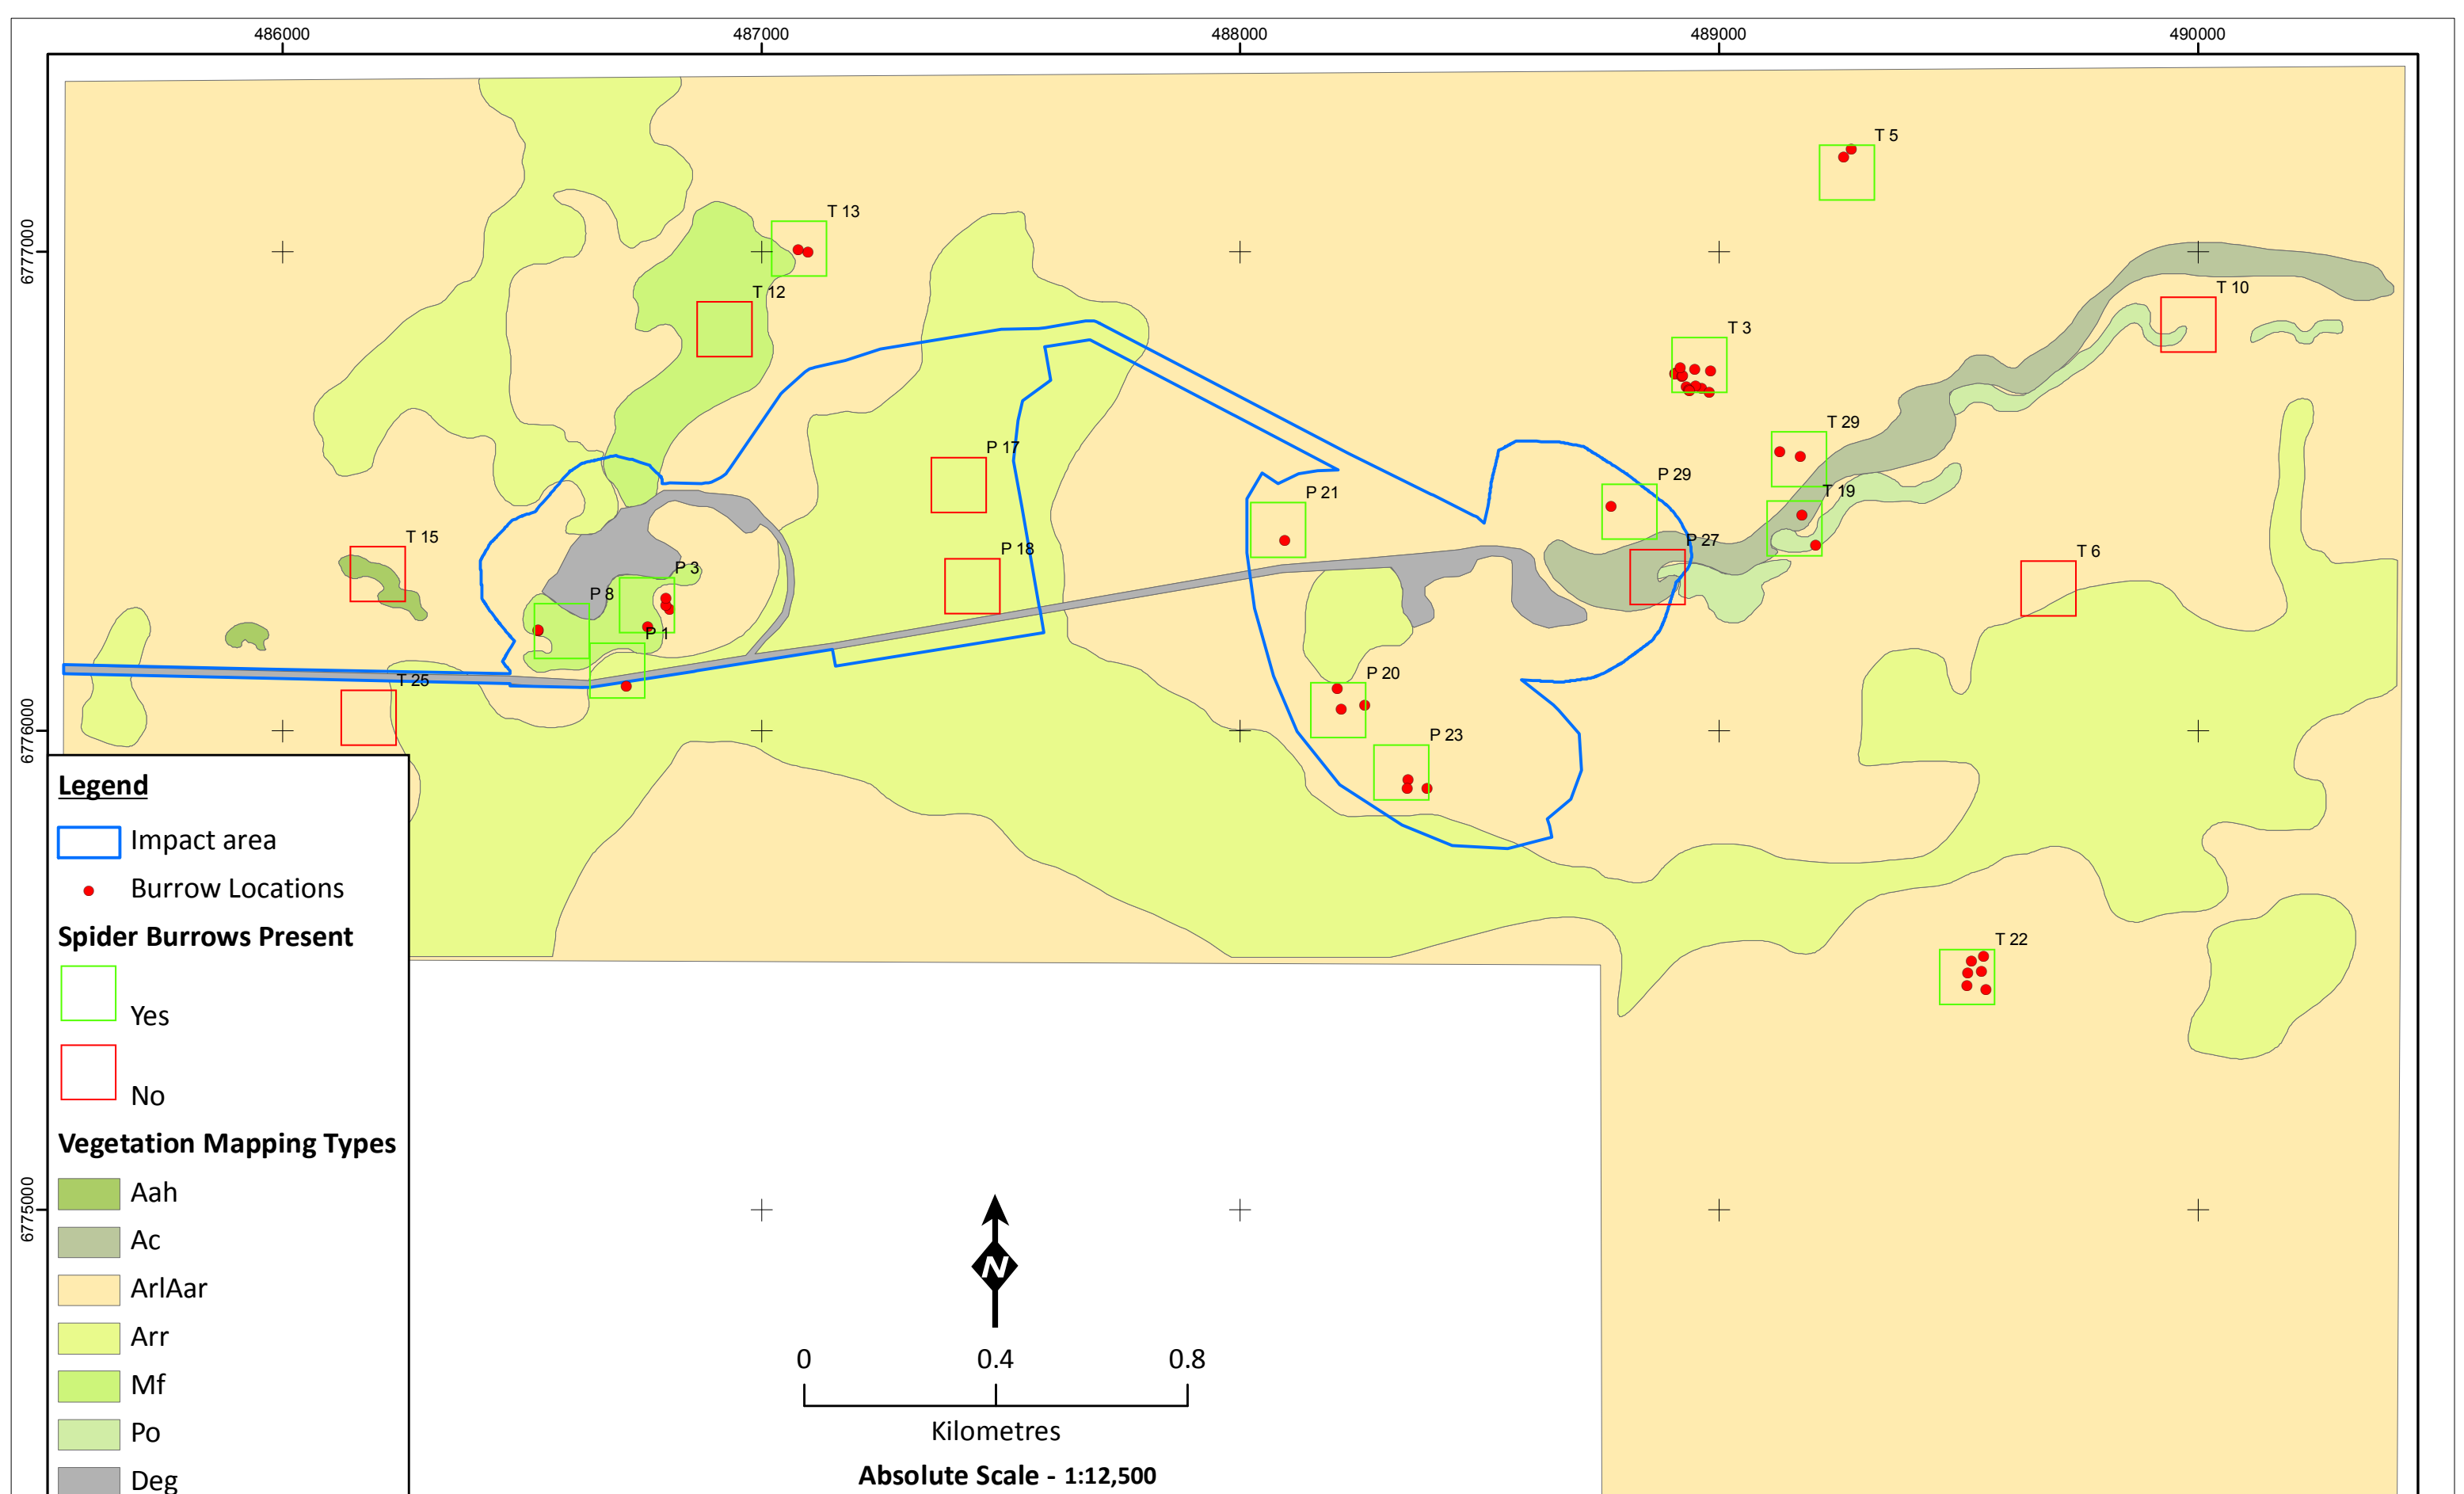 486000
487000
488000
489000
490000
6777000
6776000
6775000
T 5
T 13
T 12
T 10
T 3
T 29
P 17
P 29
T 19
P 21
T 15
P 18
P 27
T 6
P 3
P 8
P 1
T 25
P 20
P 23
T 22
Legend
Impact area
Burrow Locations
Spider Burrows Present
Yes
No
Vegetation Mapping Types
Aah
Ac
ArlAar
Arr
Mf
Po
Deg
N
0
0.4
0.8
Kilometres
Absolute Scale - 1:12,500